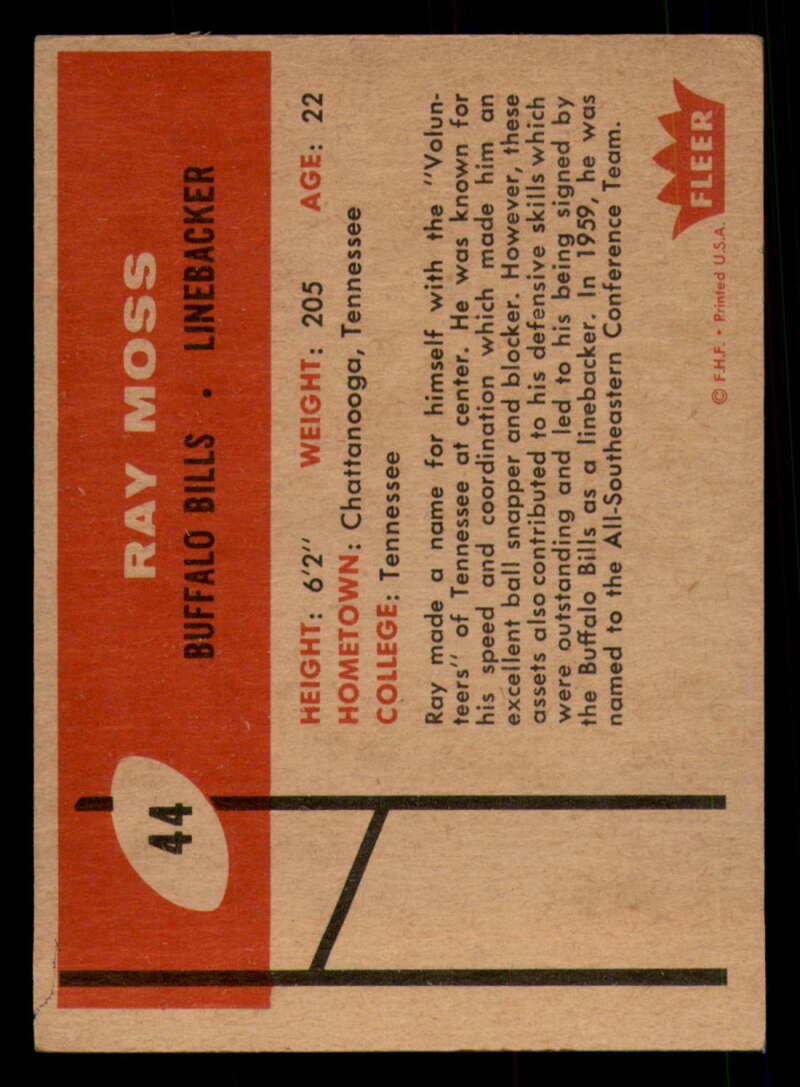 44
RAY MOSS
BUFFALO BILLS • LINEBACKER
HEIGHT: 6'2" WEIGHT: 205 AGE: 22
HOMETOWN: Chattanooga, Tennessee
COLLEGE: Tennessee
Ray made a name for himself with the "Volun-
teers" of Tennessee at center. He was known for
his speed and coordination which made him an
excellent ball snapper and blocker. However, these
assets also contributed to his defensive skills which
were outstanding and led to his being signed by
the Buffalo Bills as a linebacker. In 1959, he was
named to the All-Southeastern Conference Team.
© F.H.F. • Printed U.S.A.
FLEER